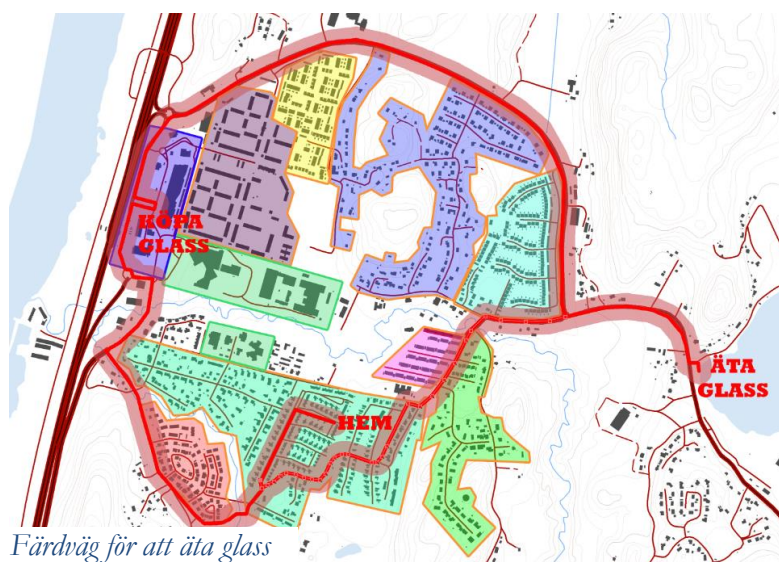 KÖPA
GLASS
ÄTA
GLASS
HEM
Färdväg för att äta glass